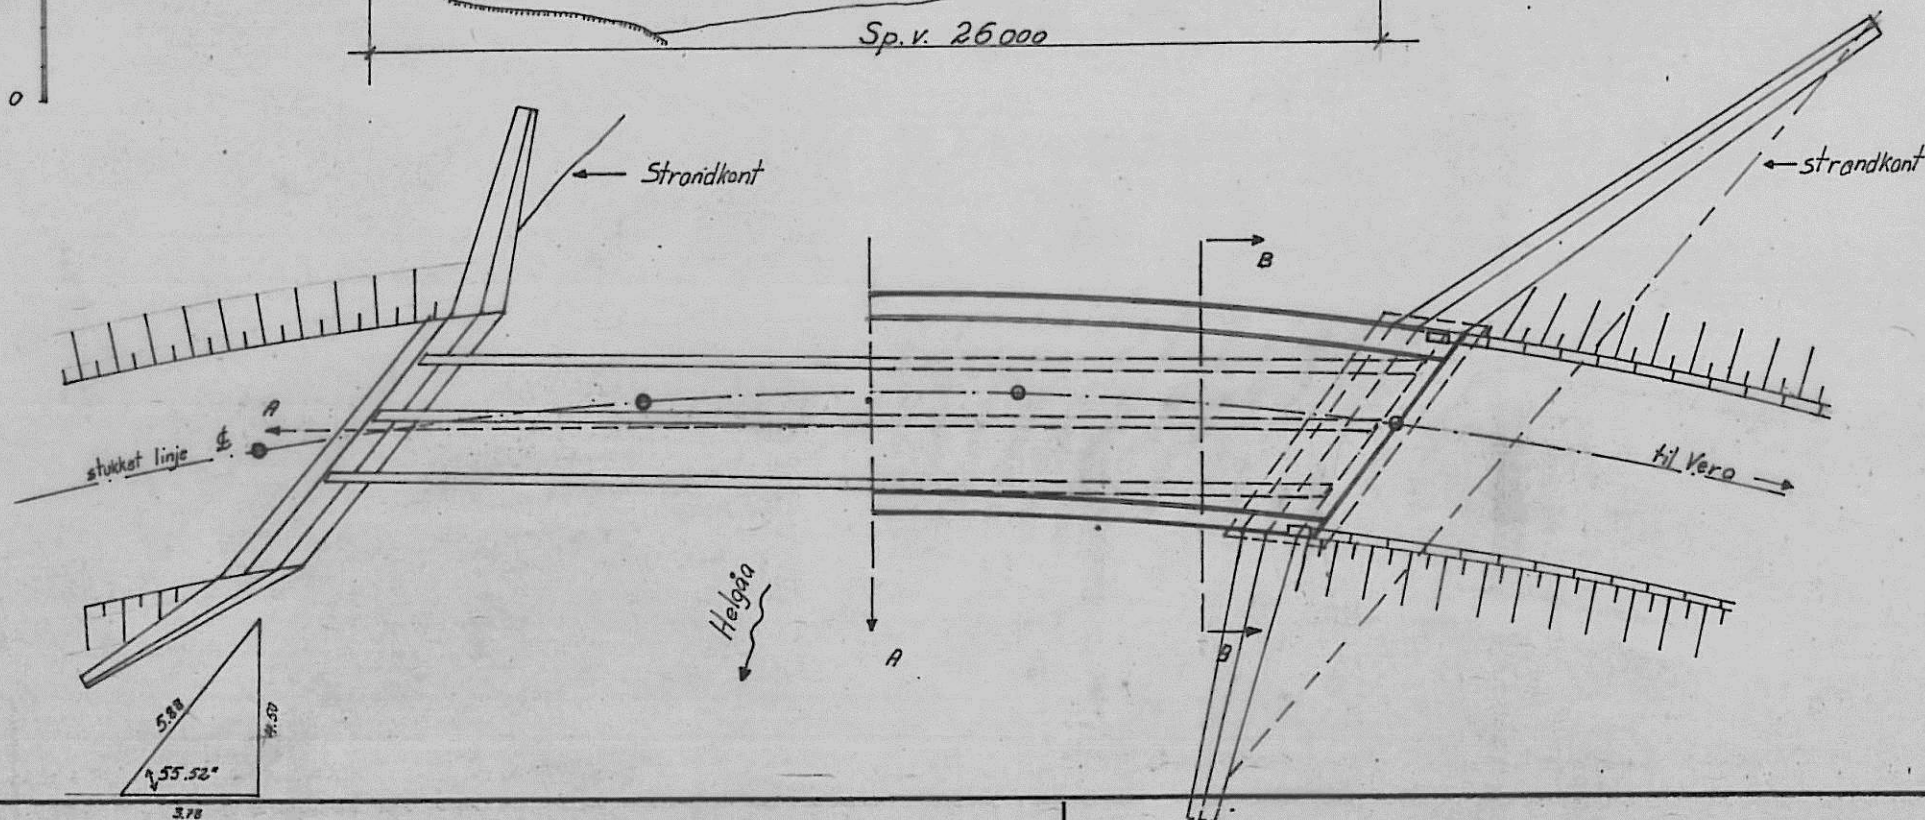 Sp.v. 26000
0
Strandkant
strandkant
B
A
stukket linje ℄
til Vera
Helgåa
A
B
5.88
4.50
55.52°
3.78